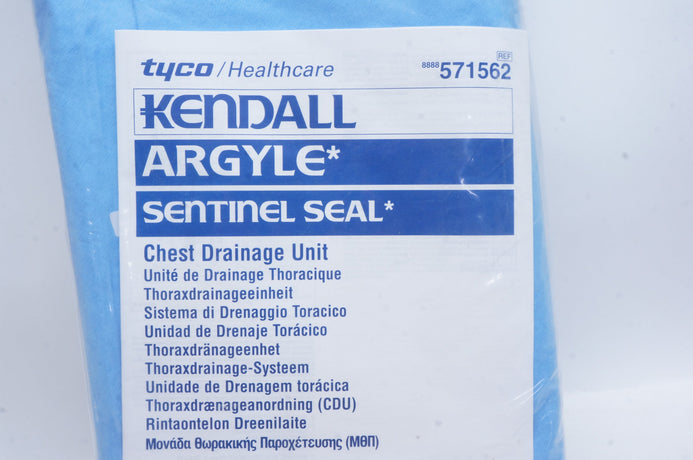 tyco / Healthcare
REF
8888 571562
KENDALL
ARGYLE*
SENTINEL SEAL*
Chest Drainage Unit
Unité de Drainage Thoracique
Thoraxdrainageeinheit
Sistema di Drenaggio Toracico
Unidad de Drenaje Torácico
Thoraxdränageenhet
Thoraxdrainage-Systeem
Unidade de Drenagem torácica
Thoraxdrænageanordning (CDU)
Rintaontelon Dreenilaite
Μονάδα Θωρακικής Παροχέτευσης (ΜΘΠ)